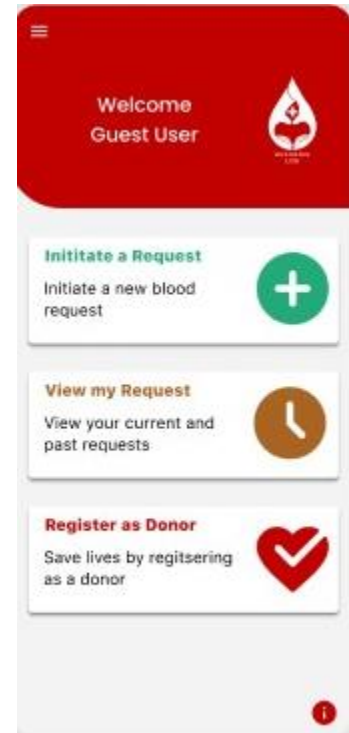 Welcome
Guest User
Inititate a Request
Initiate a new blood
request
View my Request
View your current and
past requests
Register as Donor
Save lives by regitsering
as a donor
i